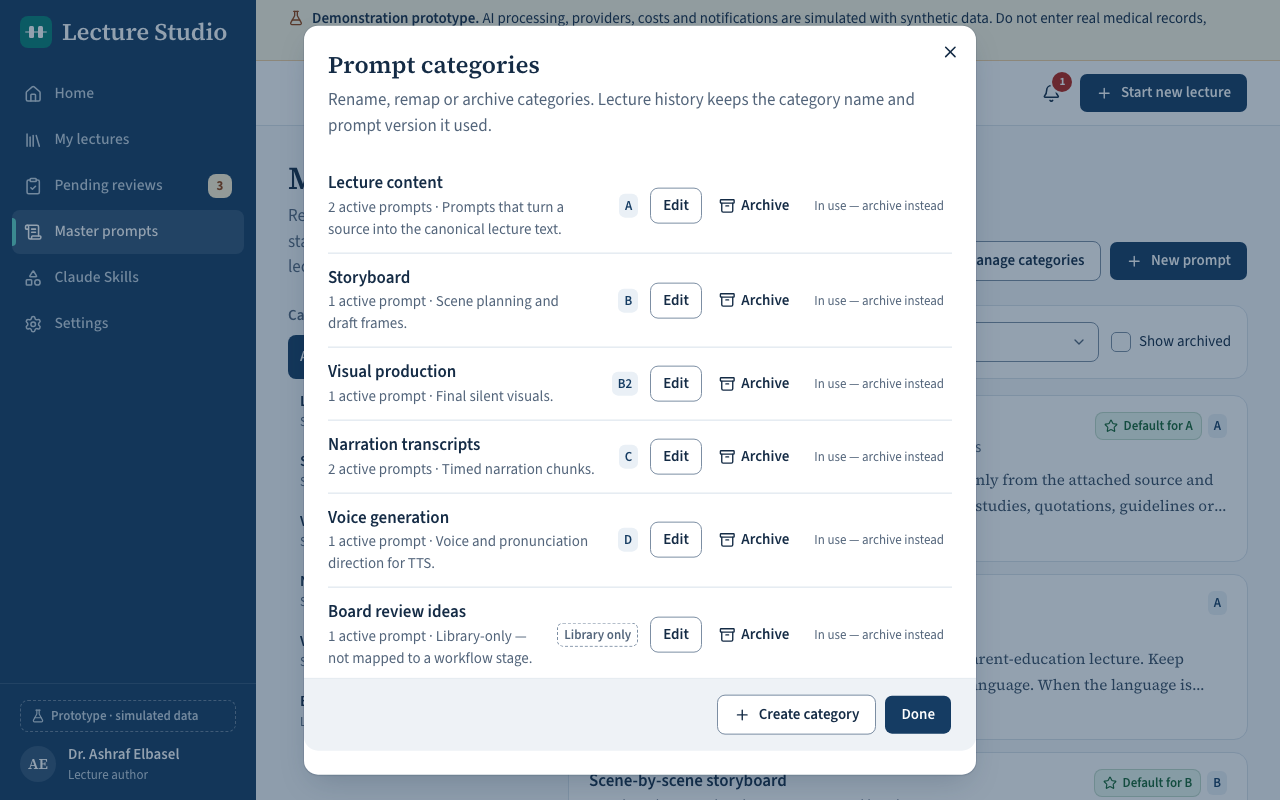 Demonstration prototype. AI processing, providers, costs and notifications are simulated with synthetic data. Do not enter real medical records,
Lecture Studio
Home
My lectures
Pending reviews
3
Master prompts
Claude Skills
Settings
Prototype · simulated data
AE
Dr. Ashraf Elbasel
Lecture author
1
Start new lecture
Prompt categories
Rename, remap or archive categories. Lecture history keeps the category name and
prompt version it used.
Lecture content
2 active prompts · Prompts that turn a
source into the canonical lecture text.
A
Edit
Archive
In use — archive instead
Storyboard
1 active prompt · Scene planning and
draft frames.
B
Edit
Archive
In use — archive instead
Visual production
1 active prompt · Final silent visuals.
B2
Edit
Archive
In use — archive instead
Narration transcripts
2 active prompts · Timed narration chunks.
C
Edit
Archive
In use — archive instead
Voice generation
1 active prompt · Voice and pronunciation
direction for TTS.
D
Edit
Archive
In use — archive instead
Board review ideas
1 active prompt · Library-only —
not mapped to a workflow stage.
Library only
Edit
Archive
In use — archive instead
Create category
Done
categories
New prompt
Show archived
Default for A
A
from the attached source and
studies, quotations, guidelines or...
A
lecture. Keep
When the language is...
Scene-by-scene storyboard
Default for B
B